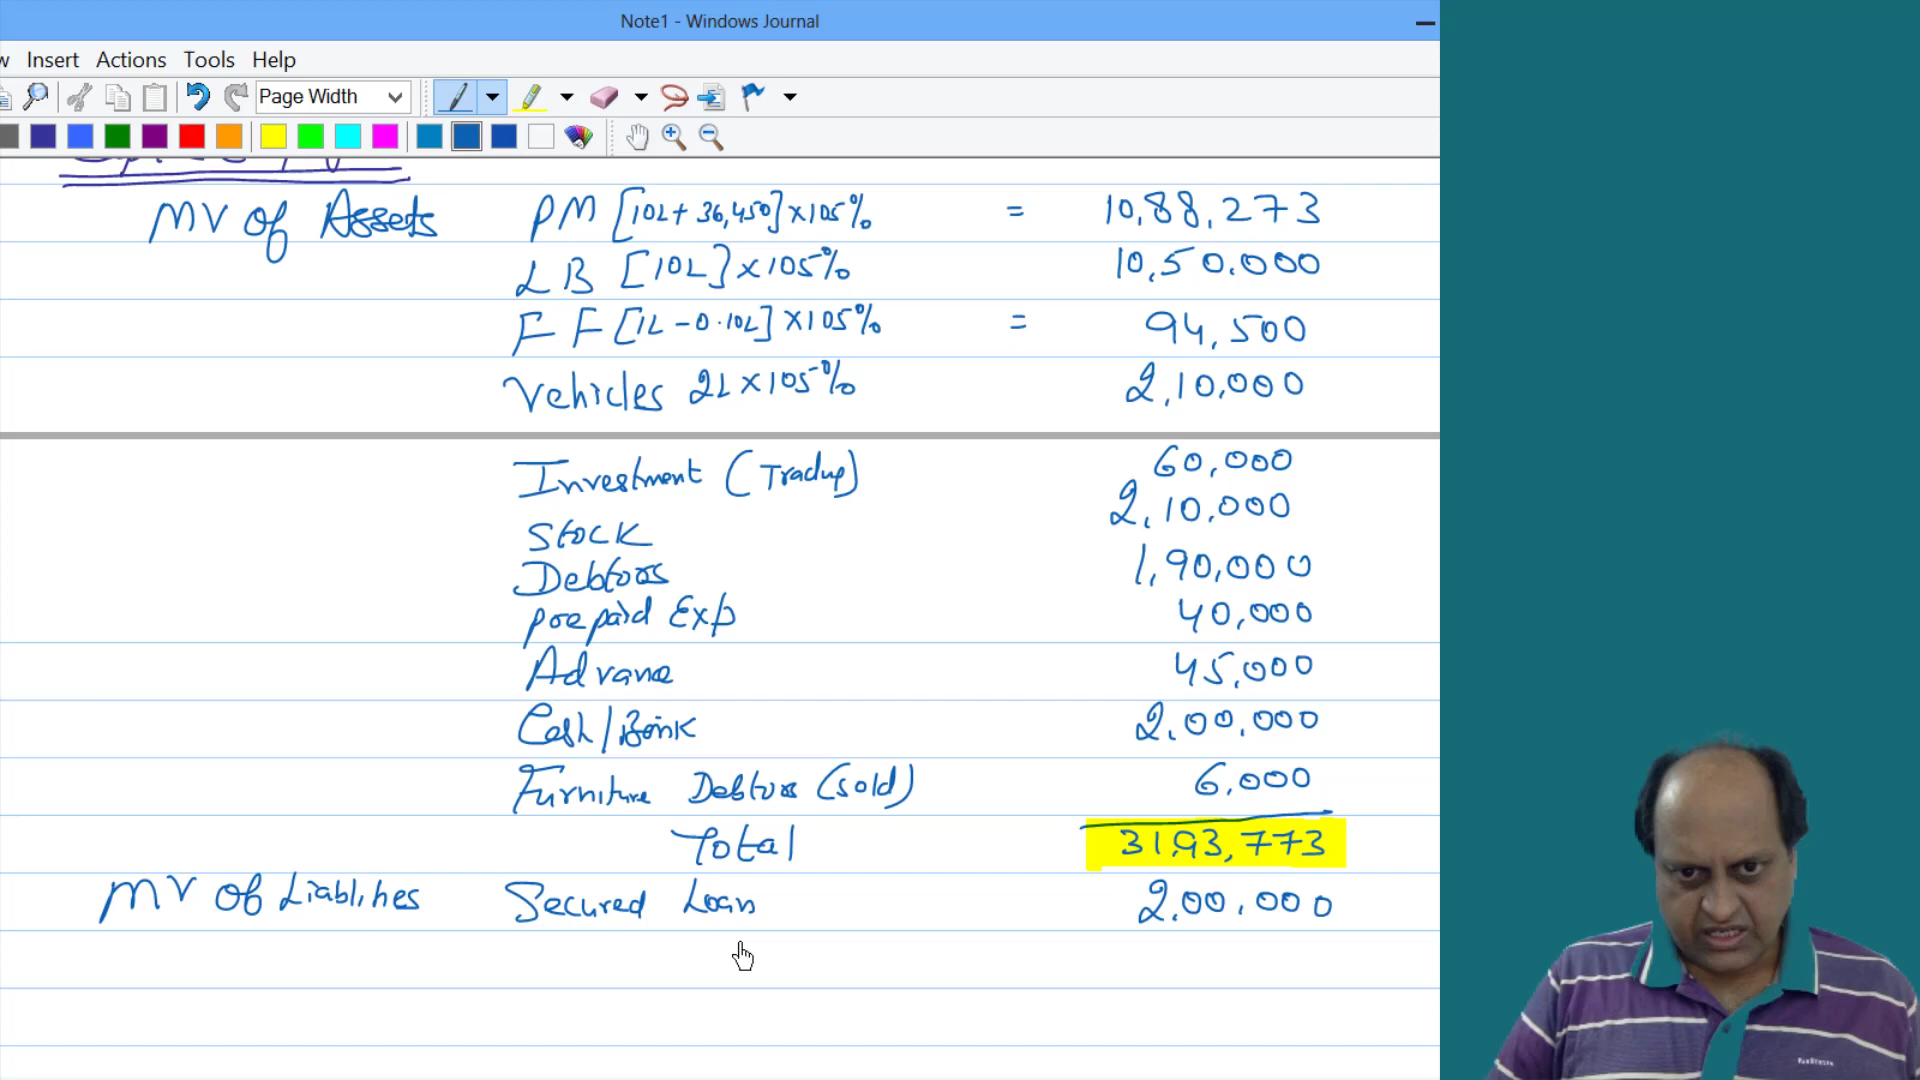 Note1 - Windows Journal
Insert Actions Tools Help
Page Width
MV Of Assets PM [10L+ 36,450] x105% = 10,88,273
LB [10L] x 105% 10,50.000
FF [1L -0.10L] x105% = 94,500
Vehicles 2L x 105% 2,10,000
Investment (Trading) 60,000
Stock 2,10,000
Debtors 1,90,000
Prepaid Exp 40,000
Advance 45,000
Cash/Bank 2,00,000
Furniture Debtors (sold) 6,000
Total 31,93,773
MV Of Liablities Secured Loan 2,00,000